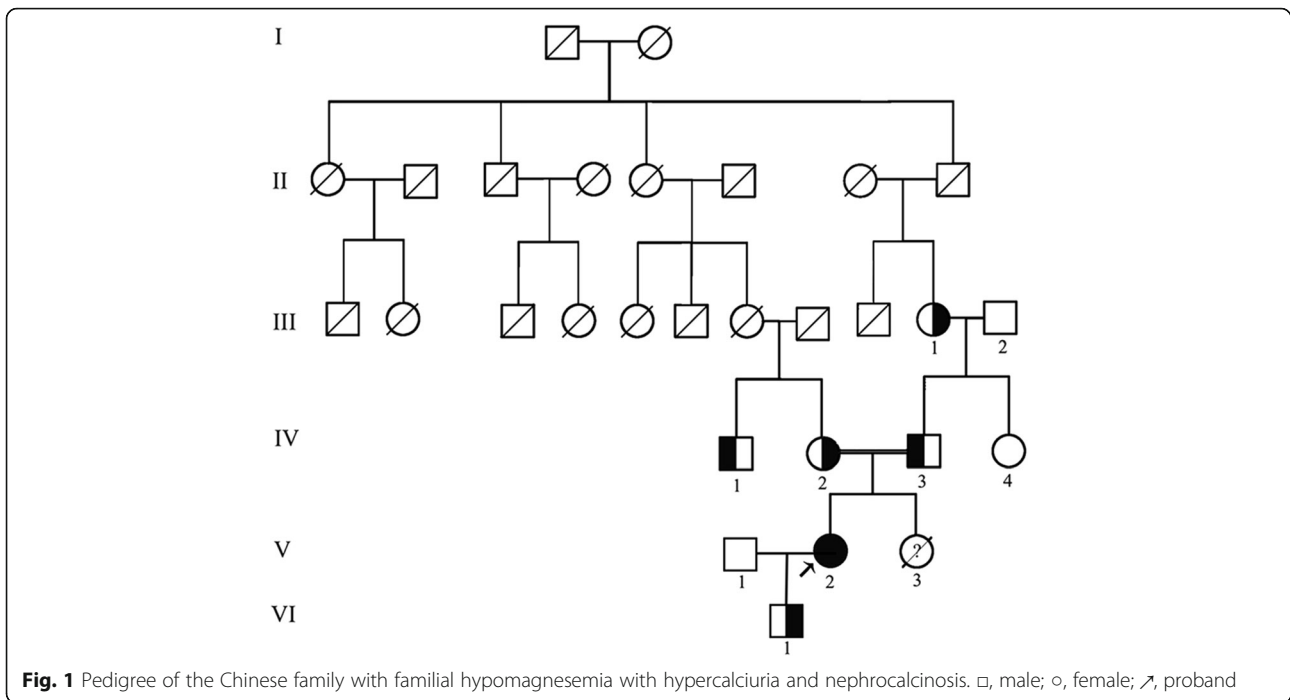 I
II
III
1 2
IV
1 2 3 4
V
?
1 2 3
VI
1
Fig. 1 Pedigree of the Chinese family with familial hypomagnesemia with hypercalciuria and nephrocalcinosis. □, male; ○, female; ↗, proband